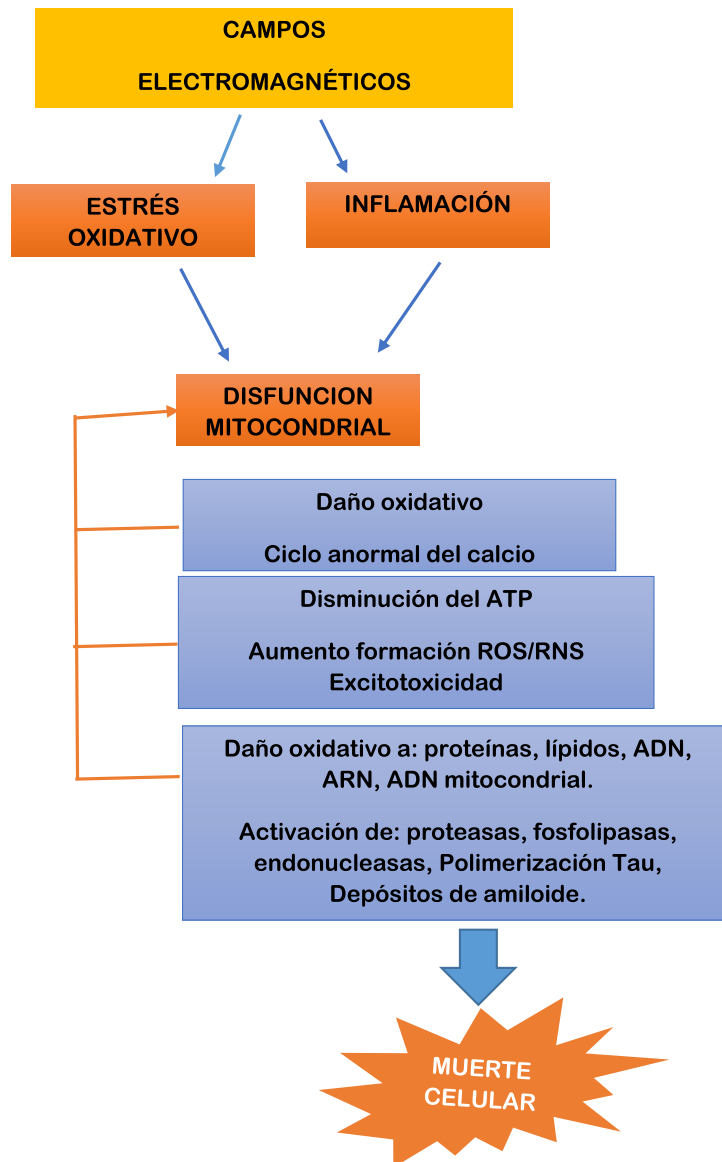 CAMPOS
ELECTROMAGNÉTICOS
ESTRÉS
OXIDATIVO
INFLAMACIÓN
DISFUNCION
MITOCONDRIAL
Daño oxidativo
Ciclo anormal del calcio
Disminución del ATP
Aumento formación ROS/RNS
Excitotoxicidad
Daño oxidativo a: proteínas, lípidos, ADN,
ARN, ADN mitocondrial.
Activación de: proteasas, fosfolipasas,
endonucleasas, Polimerización Tau,
Depósitos de amiloide.
MUERTE
CELULAR